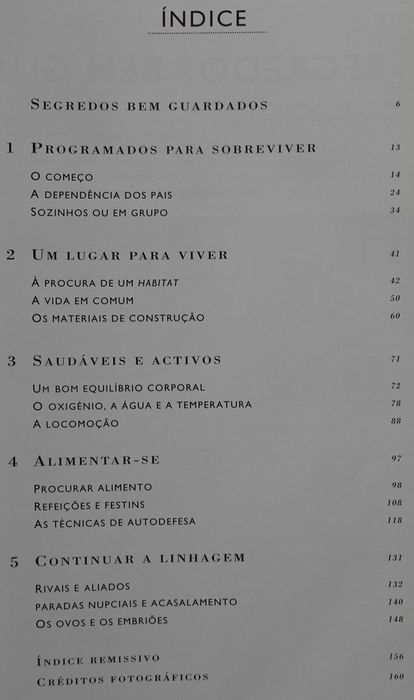 ÍNDICE
SEGREDOS BEM GUARDADOS 6
1 PROGRAMADOS PARA SOBREVIVER 13
O COMEÇO 14
A DEPENDÊNCIA DOS PAIS 24
SOZINHOS OU EM GRUPO 34
2 UM LUGAR PARA VIVER 41
À PROCURA DE UM HABITAT 42
A VIDA EM COMUM 50
OS MATERIAIS DE CONSTRUÇÃO 60
3 SAUDÁVEIS E ACTIVOS 71
UM BOM EQUILÍBRIO CORPORAL 72
O OXIGÉNIO, A ÁGUA E A TEMPERATURA 78
A LOCOMOÇÃO 88
4 ALIMENTAR-SE 97
PROCURAR ALIMENTO 98
REFEIÇÕES E FESTINS 108
AS TÉCNICAS DE AUTODEFESA 118
5 CONTINUAR A LINHAGEM 131
RIVAIS E ALIADOS 132
PARADAS NUPCIAIS E ACASALAMENTO 140
OS OVOS E OS EMBRIÕES 148
ÍNDICE REMISSIVO 156
CRÉDITOS FOTOGRÁFICOS 160